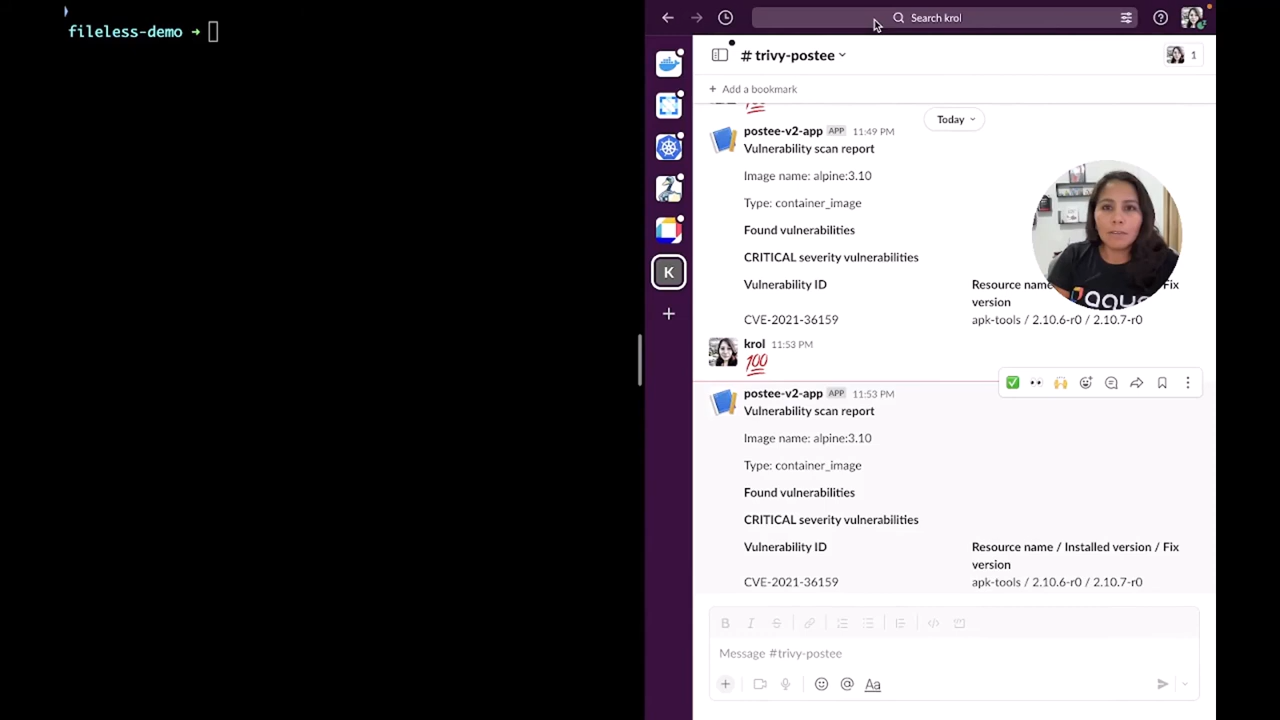 fileless-demo →
Search krol
# trivy-postee
1
+ Add a bookmark
Today
postee-v2-app APP 11:49 PM
Vulnerability scan report
Image name: alpine:3.10
Type: container_image
Found vulnerabilities
CRITICAL severity vulnerabilities
Vulnerability ID
Resource name Fix
version
CVE-2021-36159
apk-tools / 2.10.6-r0 / 2.10.7-r0
krol 11:53 PM
💯
postee-v2-app APP 11:53 PM
Vulnerability scan report
Image name: alpine:3.10
Type: container_image
Found vulnerabilities
CRITICAL severity vulnerabilities
Vulnerability ID
Resource name / Installed version / Fix
version
CVE-2021-36159
apk-tools / 2.10.6-r0 / 2.10.7-r0
K
B I S
Message #trivy-postee
+ @ Aa
aqua